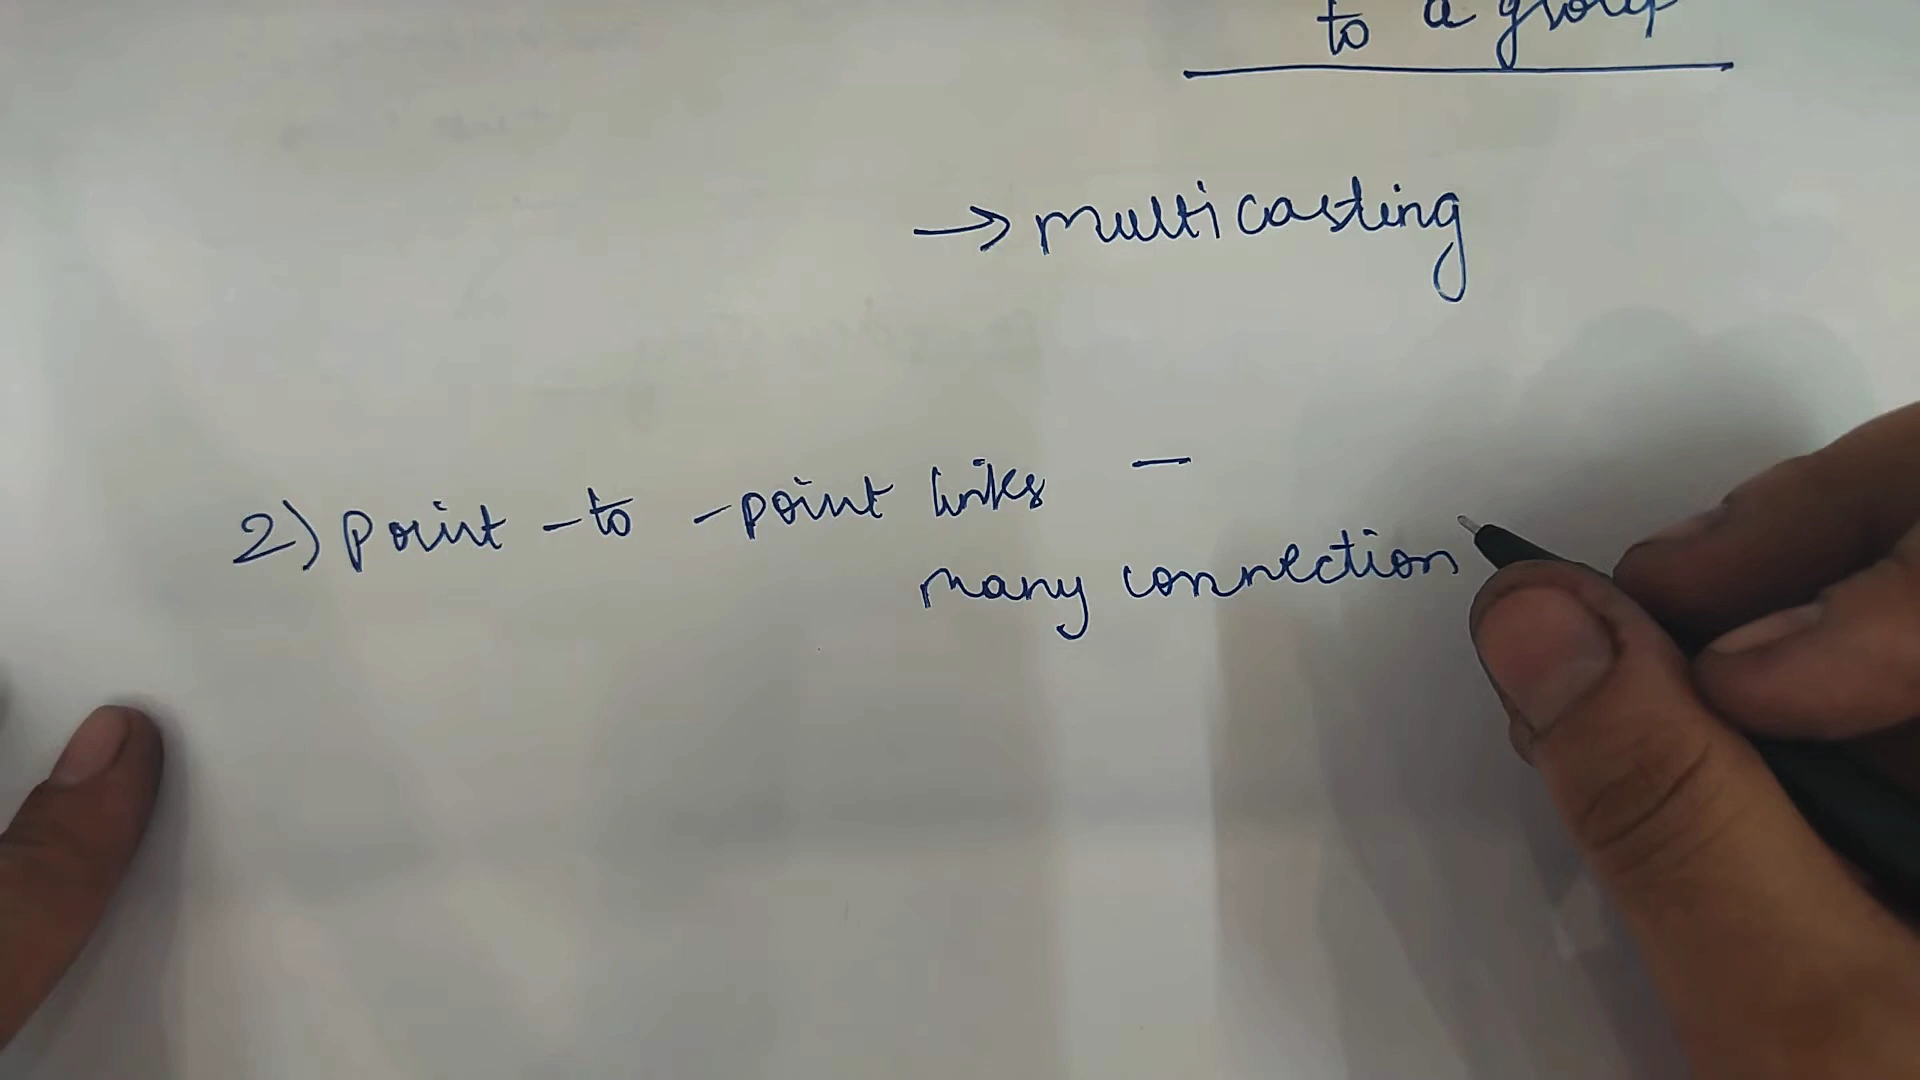 to a group
→ multicasting
2) Point - to - point links -
many connection